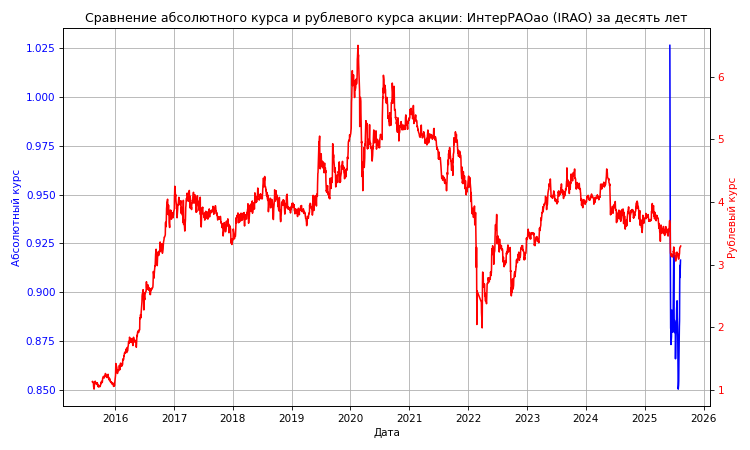 Сравнение абсолютного курса и рублевого курса акции: ИнтерРАОао (IRAO) за десять лет
Абсолютный курс
1.025
1.000
0.975
0.950
0.925
0.900
0.875
0.850
6
5
4
3
2
1
Рублевый курс
2016 2017 2018 2019 2020 2021 2022 2023 2024 2025 2026
Дата